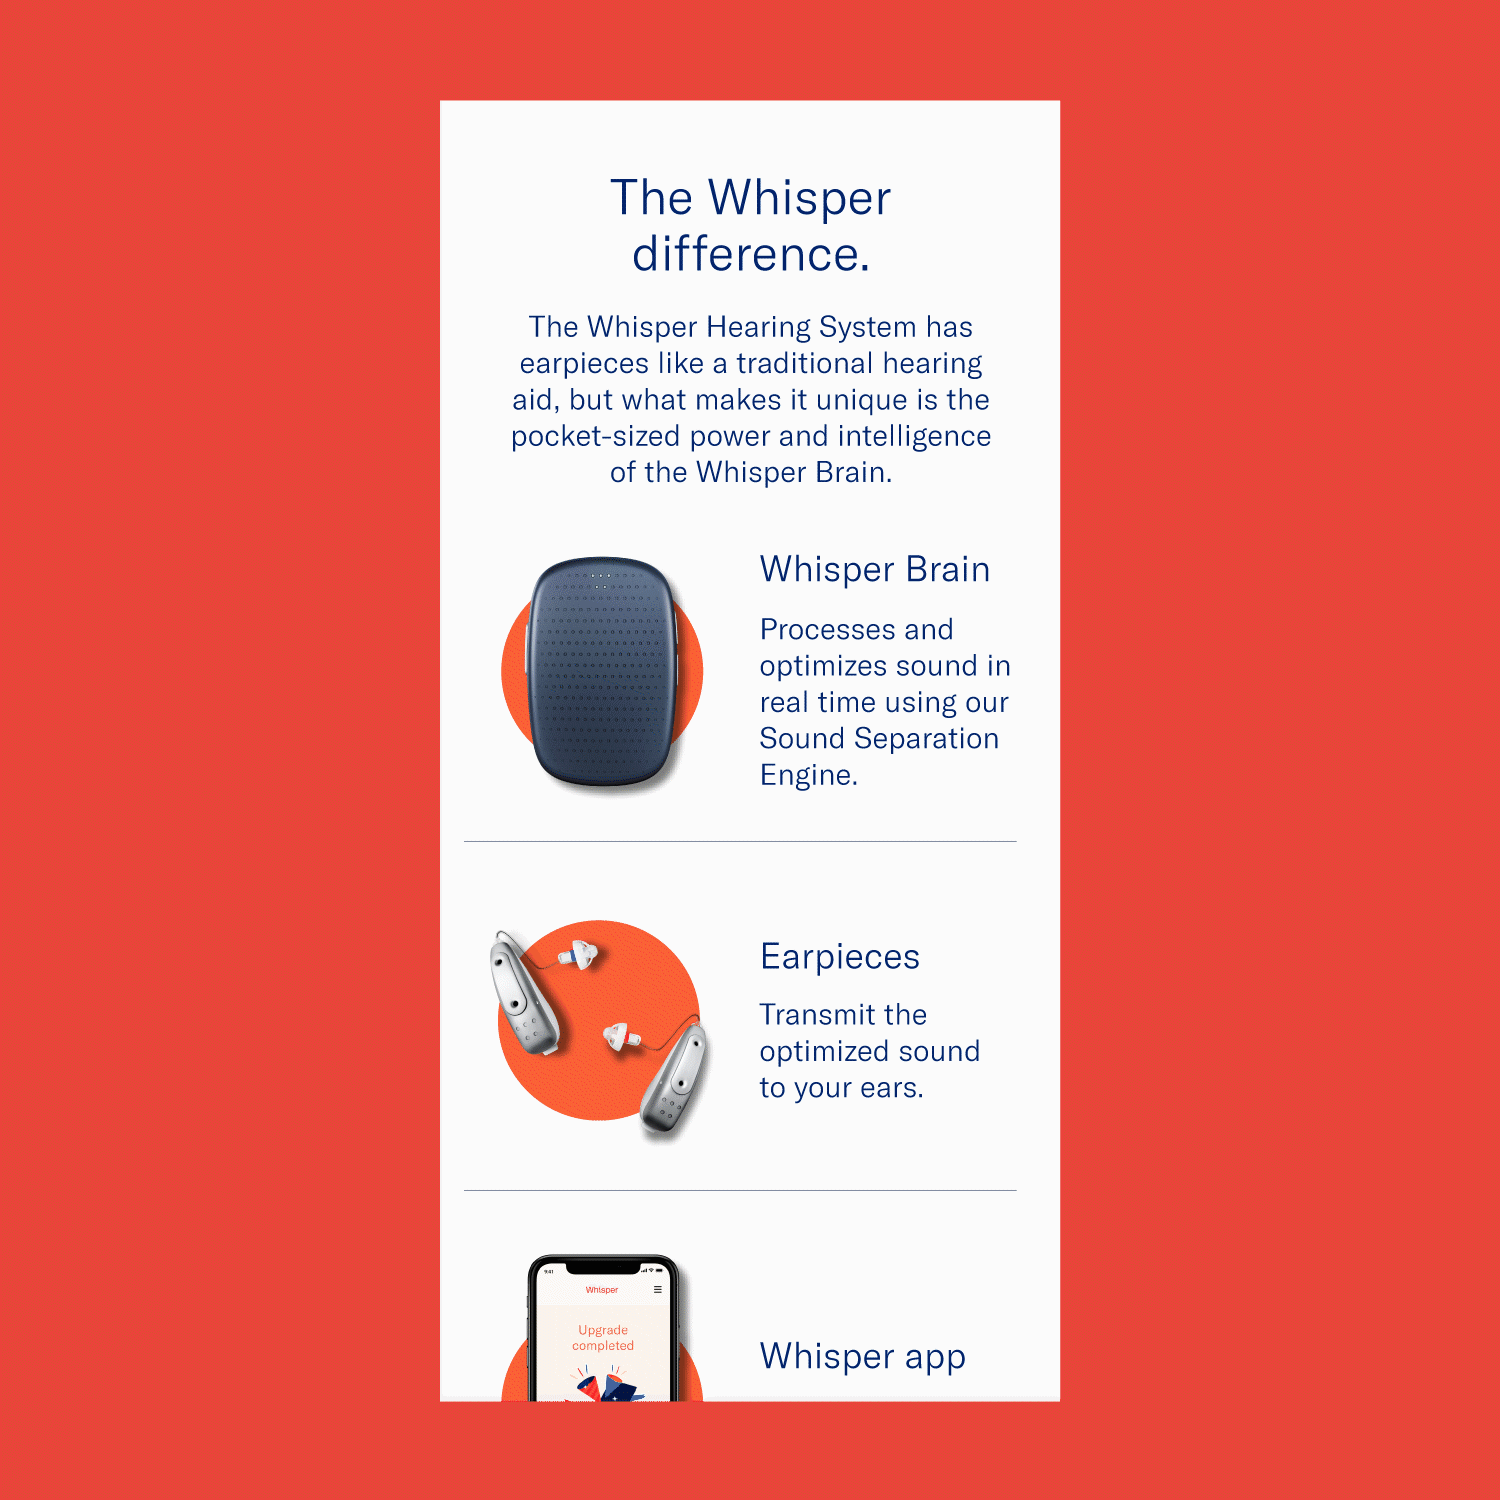 The Whisper
difference.
The Whisper Hearing System has
earpieces like a traditional hearing
aid, but what makes it unique is the
pocket-sized power and intelligence
of the Whisper Brain.
Whisper Brain
Processes and
optimizes sound in
real time using our
Sound Separation
Engine.
Earpieces
Transmit the
optimized sound
to your ears.
9:41
Whisper
Upgrade
completed
Whisper app